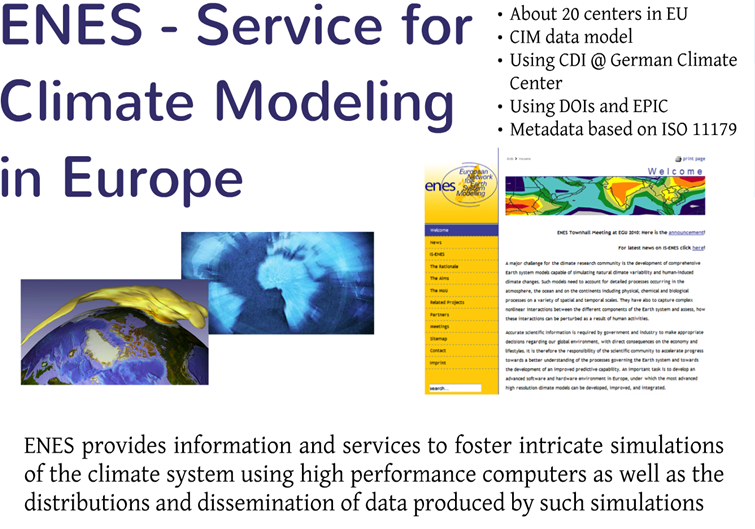 ENES - Service for
Climate Modeling
in Europe
• About 20 centers in EU
• CIM data model
• Using CDI @ German Climate
Center
• Using DOIs and EPIC
• Metadata based on ISO 11179
enes
European
Network
for
Earth
System
Modelling
print page
Welcome
Welcome
News
IS-ENES
The Rationale
The Aims
The MoU
Related Projects
Partners
Meetings
Sitemap
Contact
Imprint
search...
ENES Townhall Meeting at EGU 2010: Here is the announcement!
For latest news on IS-ENES click here!
A major challenge for the climate research community is the development of comprehensive
Earth system models capable of simulating natural climate variability and human-induced
climate changes. Such models need to account for detailed processes occurring in the
atmosphere, the ocean and on the continents including physical, chemical and biological
processes on a variety of spatial and temporal scales. They have also to capture complex
nonlinear interactions between the different components of the Earth system and assess, how
these interactions can be perturbed as a result of human activities.
Accurate scientific information is required by government and industry to make appropriate
decisions regarding our global environment, with direct consequences on the economy and
lifestyles. It is therefore the responsibility of the scientific community to accelerate progress
towards a better understanding of the processes governing the Earth system and towards
the development of an improved predictive capability. An important task is to develop an
advanced software and hardware environment in Europe, under which the most advanced
high resolution climate models can be developed, improved, and integrated.
ENES provides information and services to foster intricate simulations
of the climate system using high performance computers as well as the
distributions and dissemination of data produced by such simulations